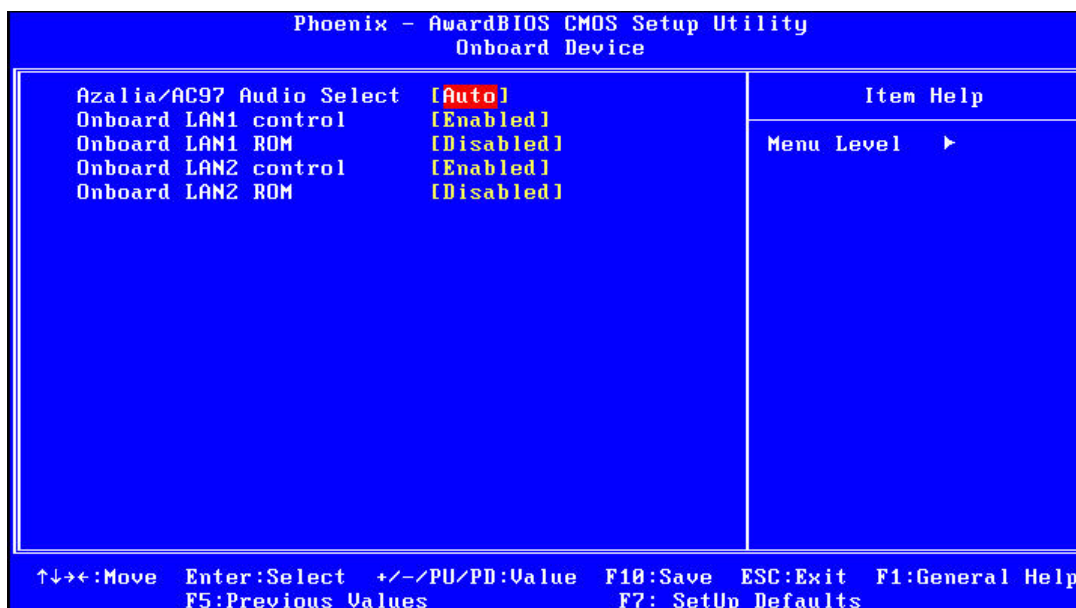 Phoenix - AwardBIOS CMOS Setup Utility
Onboard Device
Azalia/AC97 Audio Select [Auto]
Onboard LAN1 control [Enabled]
Onboard LAN1 ROM [Disabled]
Onboard LAN2 control [Enabled]
Onboard LAN2 ROM [Disabled]
Item Help
Menu Level ►
↑↓→←:Move Enter:Select +/-/PU/PD:Value F10:Save ESC:Exit F1:General Help
F5:Previous Values F7: SetUp Defaults